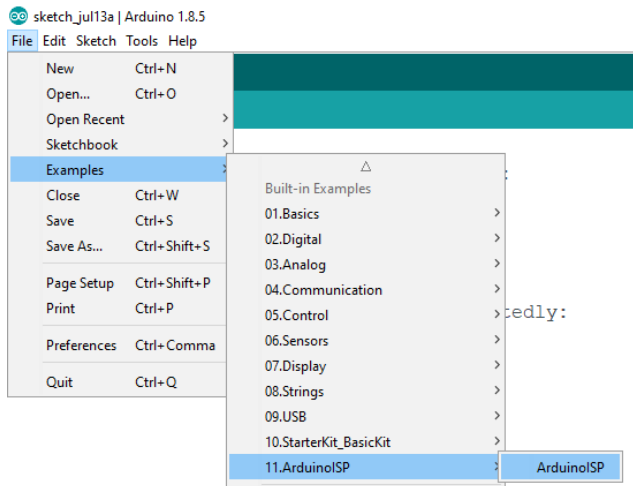 sketch_jul13a | Arduino 1.8.5
File Edit Sketch Tools Help
New Ctrl+N
Open... Ctrl+O
Open Recent >
Sketchbook >
Examples >
Close Ctrl+W
Save Ctrl+S
Save As... Ctrl+Shift+S
Page Setup Ctrl+Shift+P
Print Ctrl+P
Preferences Ctrl+Comma
Quit Ctrl+Q
Built-in Examples
01.Basics >
02.Digital >
03.Analog >
04.Communication >
05.Control >
06.Sensors >
07.Display >
08.Strings >
09.USB >
10.StarterKit_BasicKit >
11.ArduinoISP >
ArduinoISP
:
tedly: